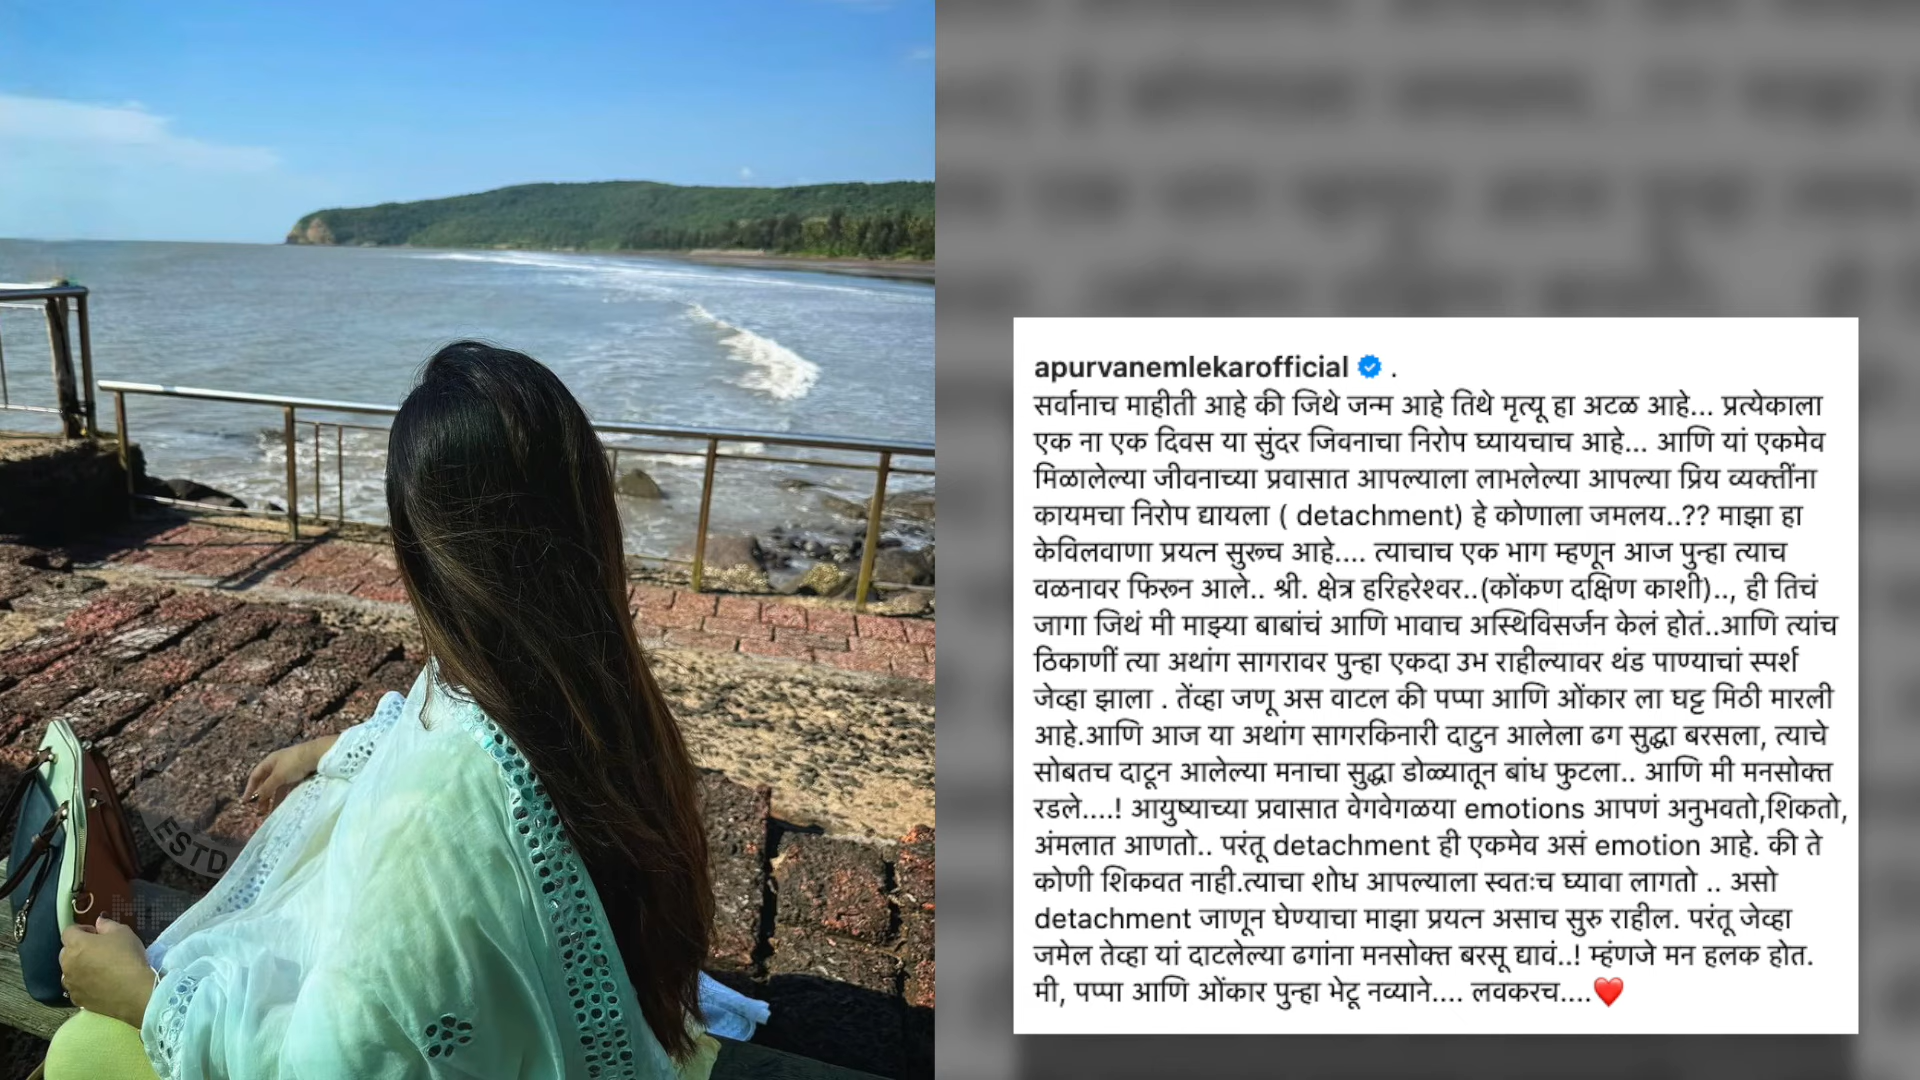 ESTD
apurvanemlekarofficial .
सर्वानाच माहीती आहे की जिथे जन्म आहे तिथे मृत्यू हा अटळ आहे... प्रत्येकाला
एक ना एक दिवस या सुंदर जिवनाचा निरोप घ्यायचाच आहे... आणि यां एकमेव
मिळालेल्या जीवनाच्या प्रवासात आपल्याला लाभलेल्या आपल्या प्रिय व्यक्तींना
कायमचा निरोप द्यायला ( detachment) हे कोणाला जमलय..?? माझा हा
केविलवाणा प्रयत्न सुरूच आहे.... त्याचाच एक भाग म्हणून आज पुन्हा त्याच
वळनावर फिरून आले.. श्री. क्षेत्र हरिहरेश्वर..(कोंकण दक्षिण काशी).., ही तिचं
जागा जिथं मी माझ्या बाबांचं आणि भावाच अस्थिविसर्जन केलं होतं..आणि त्यांच
ठिकाणीं त्या अथांग सागरावर पुन्हा एकदा उभ राहील्यावर थंड पाण्याचां स्पर्श
जेव्हा झाला . तेंव्हा जणू अस वाटल की पप्पा आणि ओंकार ला घट्ट मिठी मारली
आहे.आणि आज या अथांग सागरकिनारी दाटुन आलेला ढग सुद्धा बरसला, त्याचे
सोबतच दाटून आलेल्या मनाचा सुद्धा डोळ्यातून बांध फुटला.. आणि मी मनसोक्त
रडले....! आयुष्याच्या प्रवासात वेगवेगळया emotions आपणं अनुभवतो,शिकतो,
अंमलात आणतो.. परंतू detachment ही एकमेव असं emotion आहे. की ते
कोणी शिकवत नाही.त्याचा शोध आपल्याला स्वतःच घ्यावा लागतो .. असो
detachment जाणून घेण्याचा माझा प्रयत्न असाच सुरु राहील. परंतू जेव्हा
जमेल तेव्हा यां दाटलेल्या ढगांना मनसोक्त बरसू द्यावं..! म्हंणजे मन हलक होत.
मी, पप्पा आणि ओंकार पुन्हा भेटू नव्याने.... लवकरच....❤️